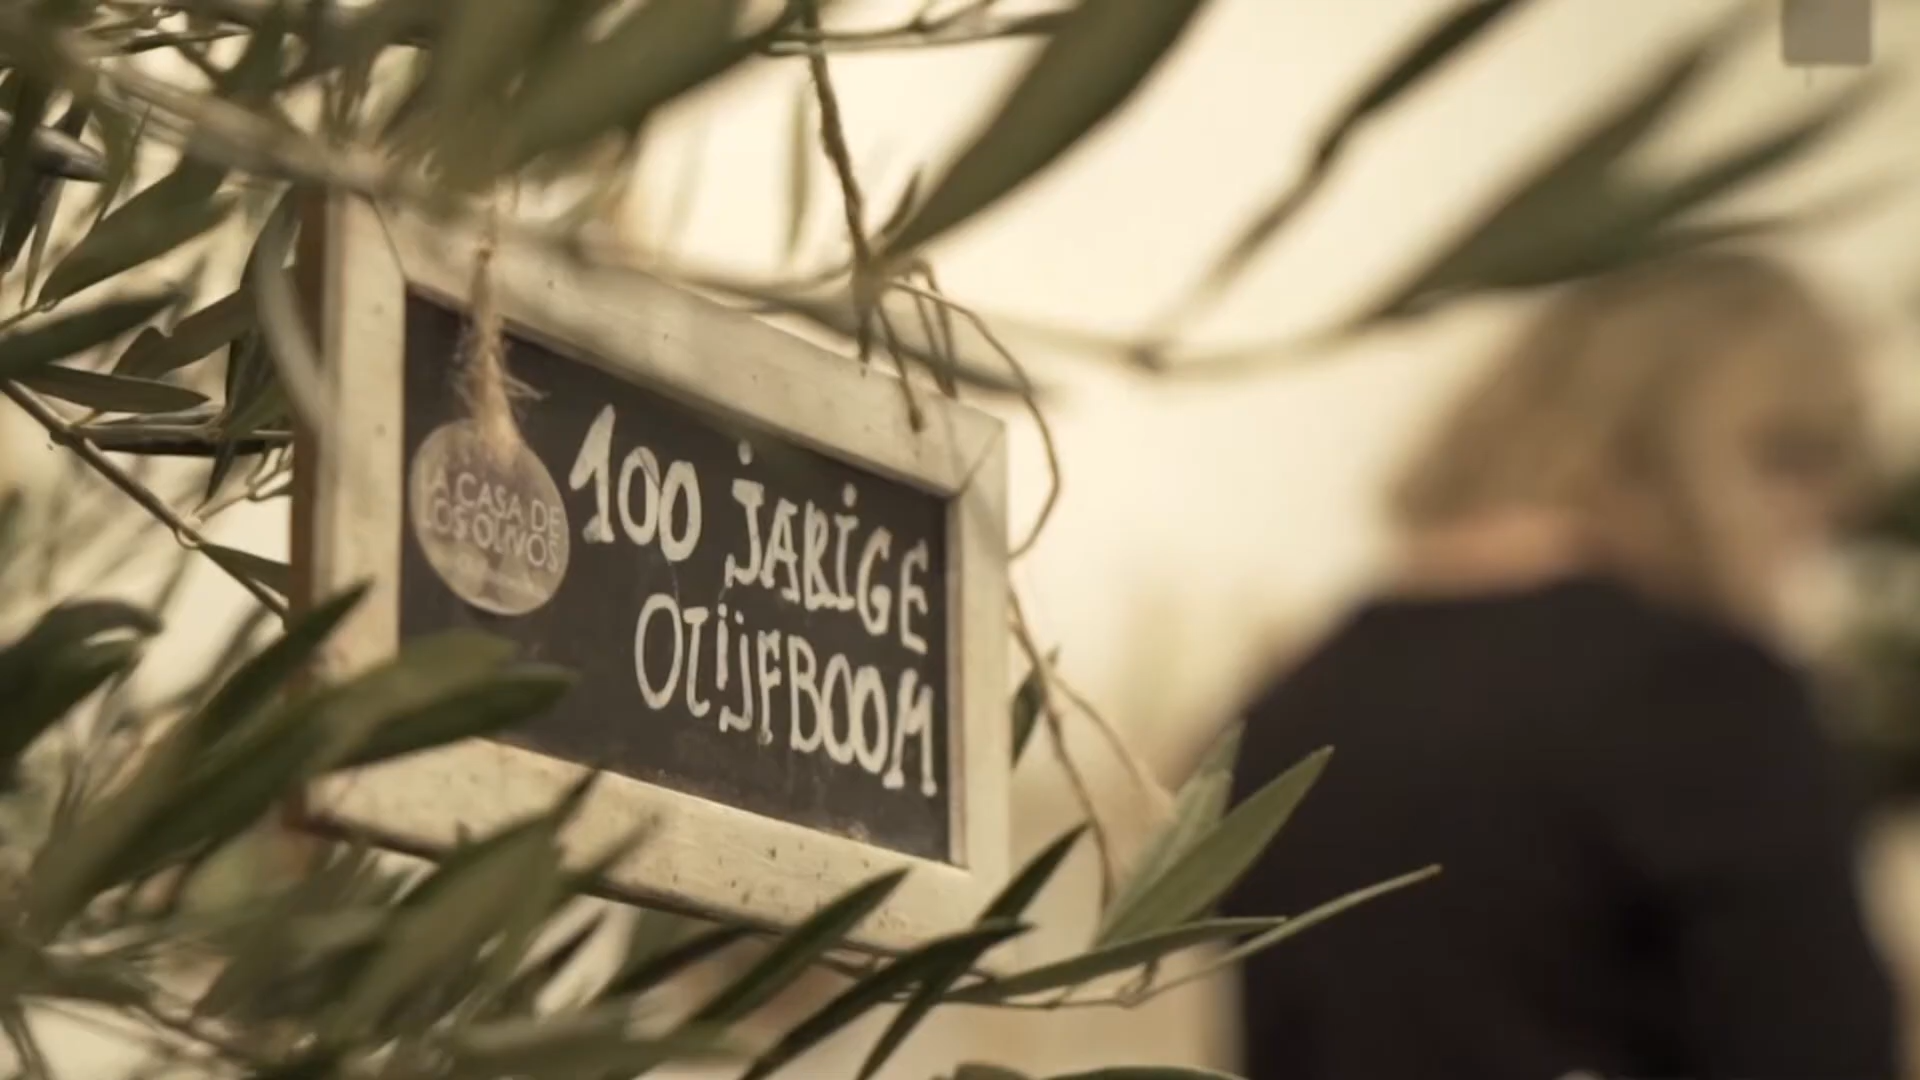 LA CASA DE
LOS OLIVOS
100 JARIGE
OLIJFBOOM